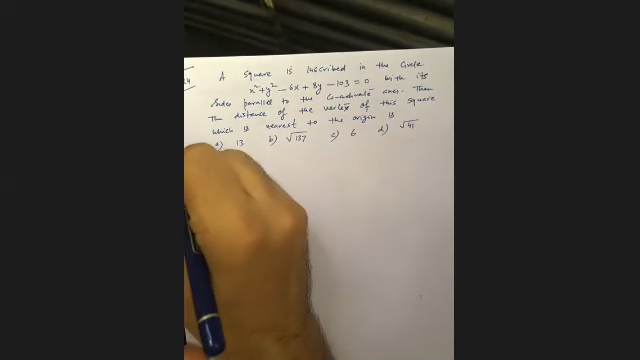 24
A square is inscribed in the Circle
x²+y² - 6x + 8y - 103 = 0 with its
Sides parallel to the co-ordinate axes. Then
The distance of the vertex of this square
which is nearest to the origin is
a) 13 b) √137 c) 6 d) √41